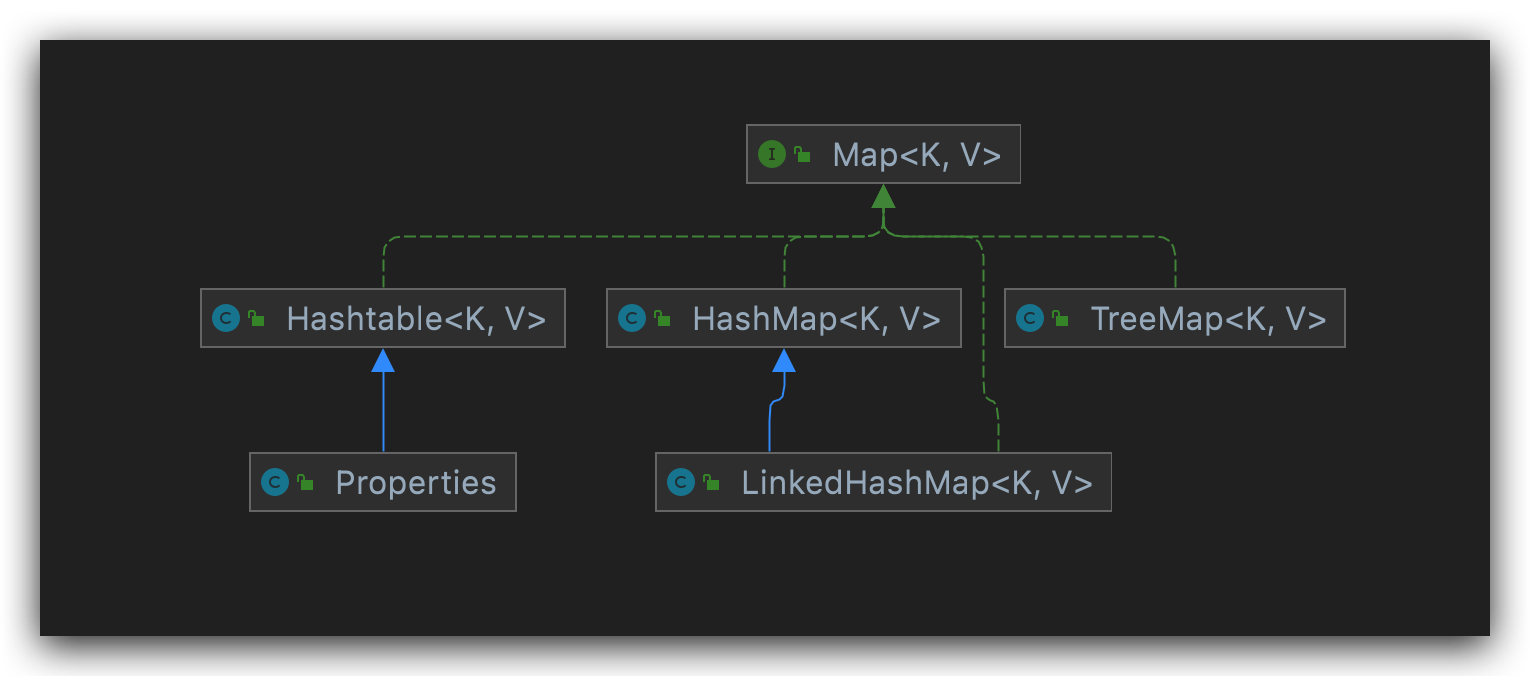 I Map<K, V>
C Hashtable<K, V>
C HashMap<K, V>
C TreeMap<K, V>
C Properties
C LinkedHashMap<K, V>